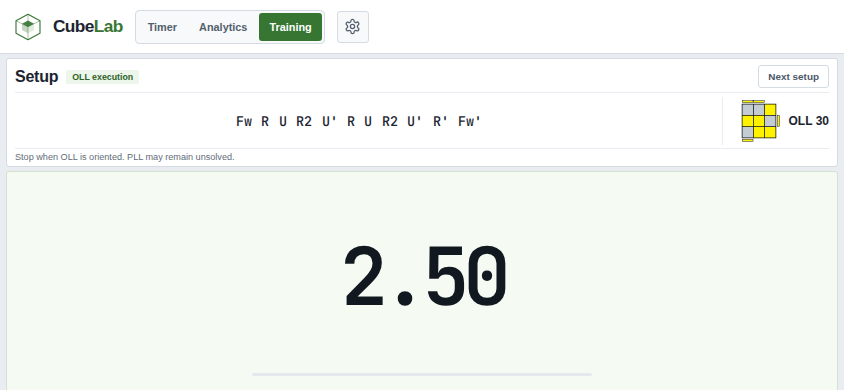 CubeLab
Timer
Analytics
Training
Setup
OLL execution
Next setup
Fw R U R2 U' R U R2 U' R' Fw'
OLL 30
Stop when OLL is oriented. PLL may remain unsolved.
2.50